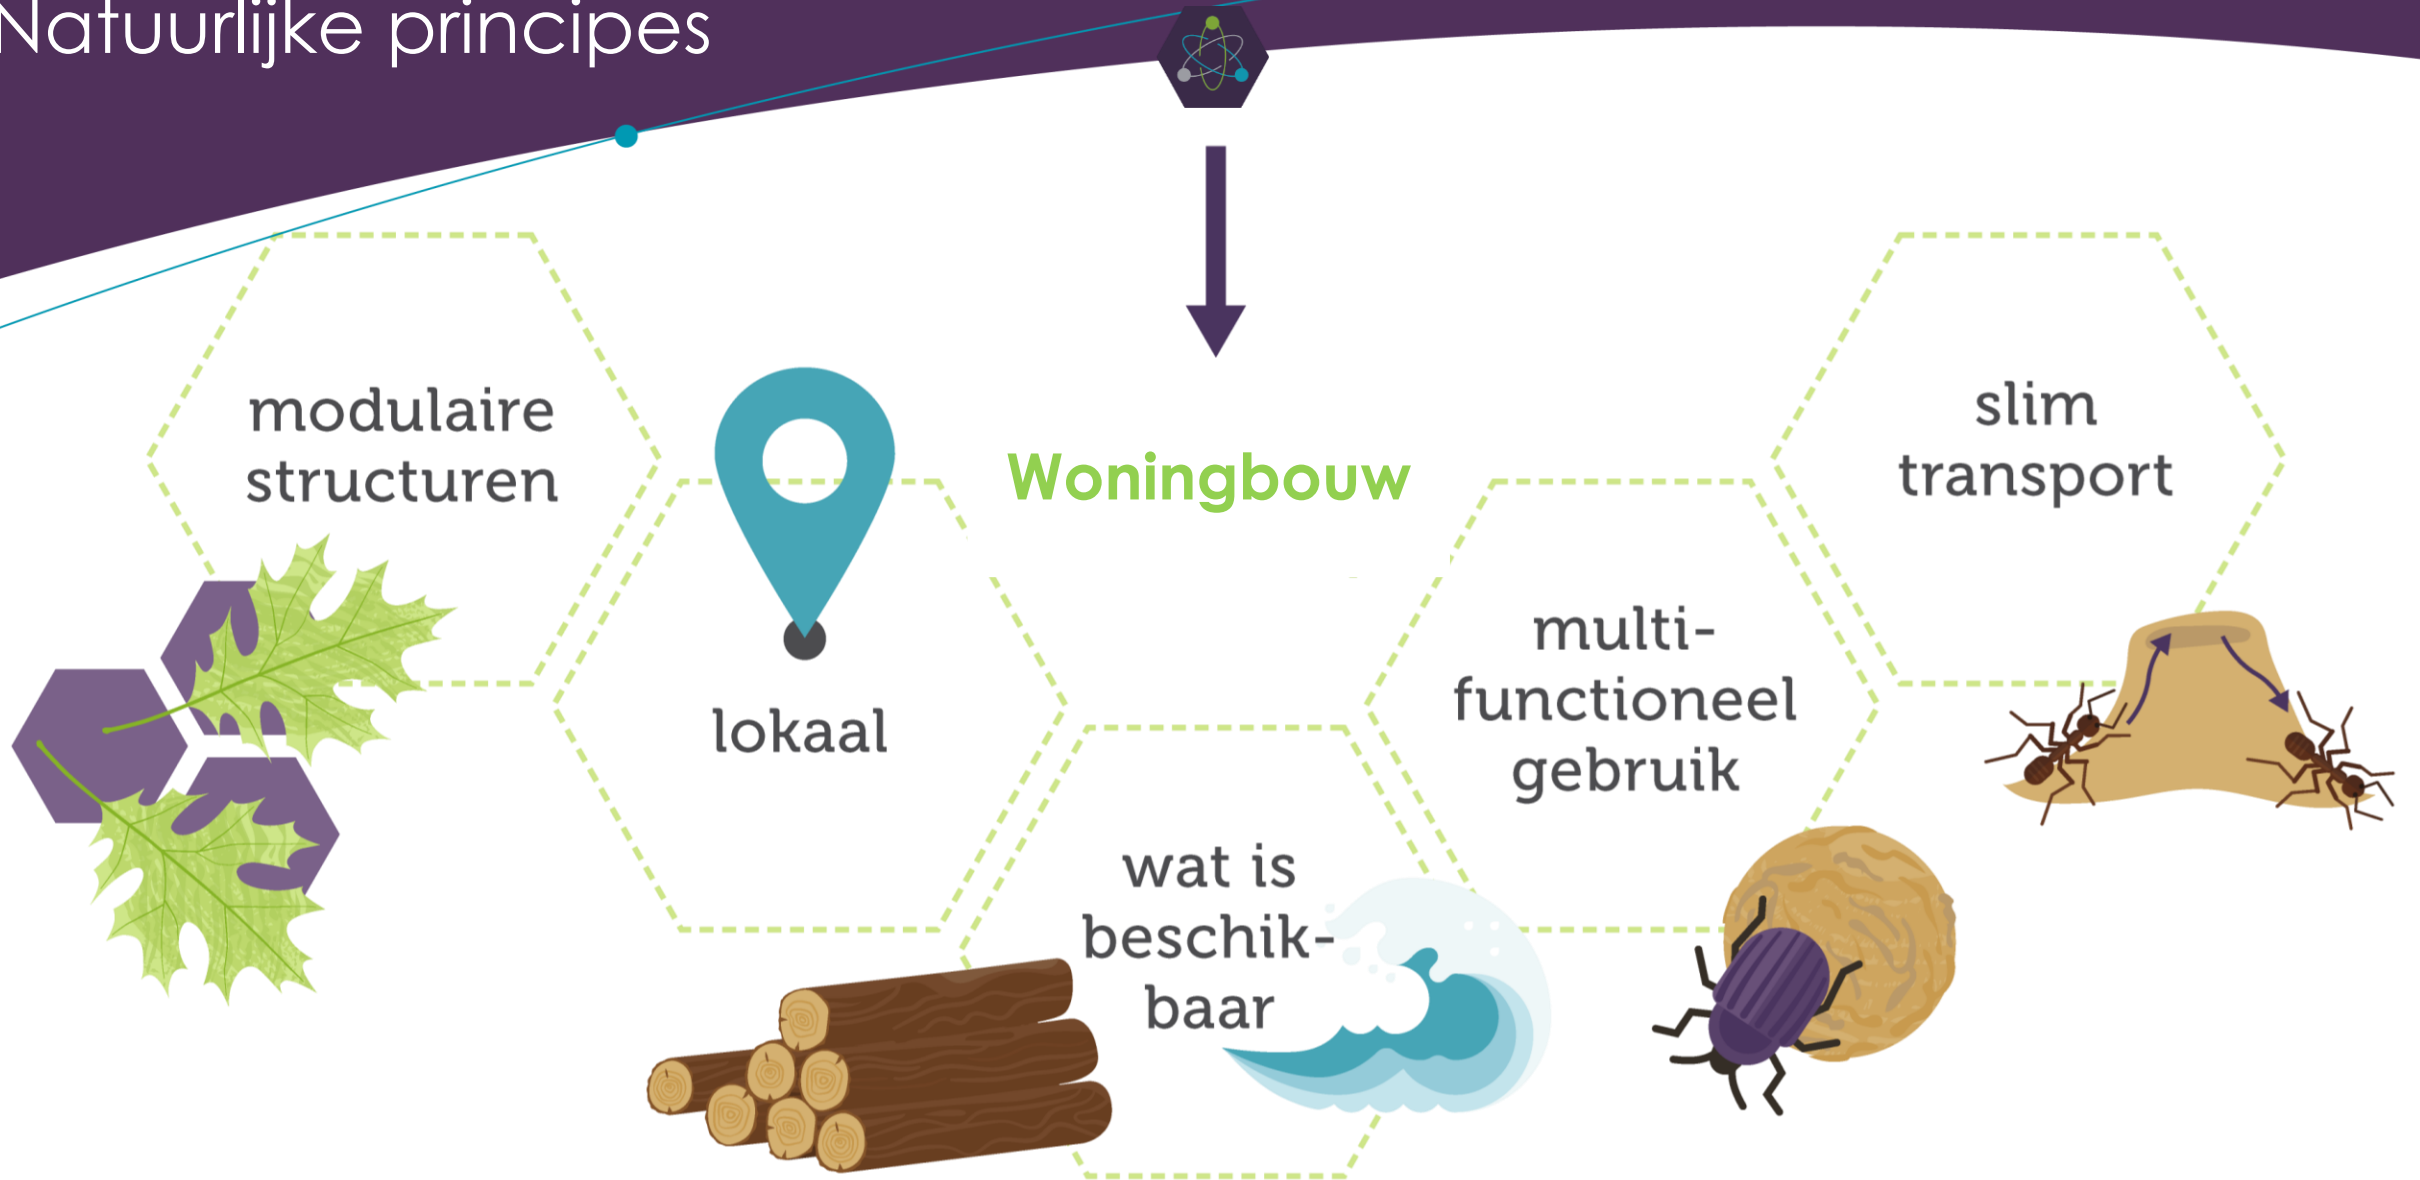 Natuurlijke principes
modulaire
structuren
lokaal
Woningbouw
wat is
beschik-
baar
multi-
functioneel
gebruik
slim
transport